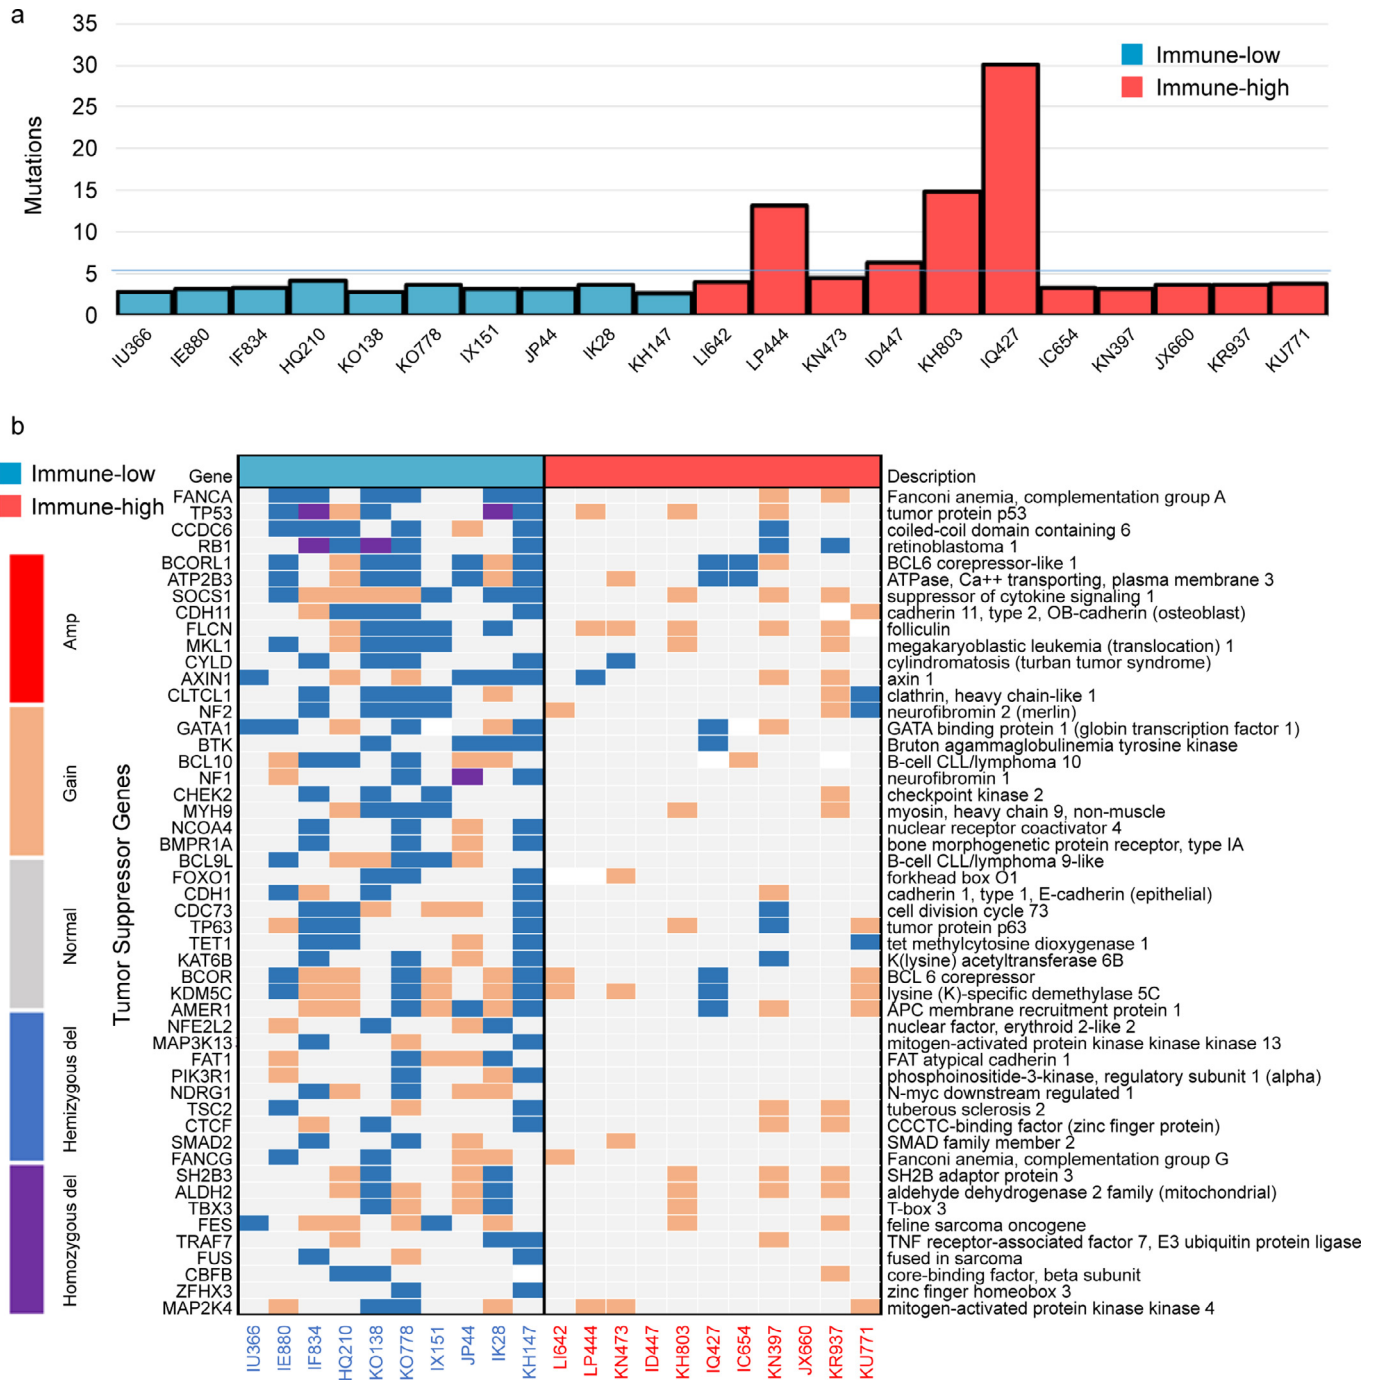 a
35
30
25
20
15
10
5
0
Mutations
Immune-low
Immune-high
IU366 IE880 IF834 HQ210 KO138 KO778 IX151 JP44 IK28 KH147 LI642 LP444 KN473 ID447 KH803 IQ427 IC654 KN397 JX660 KR937 KU771
b
Immune-low
Immune-high
Amp
Gain
Normal
Hemizygous del
Homozygous del
Tumor Suppressor Genes
Gene Description
FANCA Fanconi anemia, complementation group A
TP53 tumor protein p53
CCDC6 coiled-coil domain containing 6
RB1 retinoblastoma 1
BCORL1 BCL6 corepressor-like 1
ATP2B3 ATPase, Ca++ transporting, plasma membrane 3
SOCS1 suppressor of cytokine signaling 1
CDH11 cadherin 11, type 2, OB-cadherin (osteoblast)
FLCN folliculin
MKL1 megakaryoblastic leukemia (translocation) 1
CYLD cylindromatosis (turban tumor syndrome)
AXIN1 axin 1
CLTCL1 clathrin, heavy chain-like 1
NF2 neurofibromin 2 (merlin)
GATA1 GATA binding protein 1 (globin transcription factor 1)
BTK Bruton agammaglobulinemia tyrosine kinase
BCL10 B-cell CLL/lymphoma 10
NF1 neurofibromin 1
CHEK2 checkpoint kinase 2
MYH9 myosin, heavy chain 9, non-muscle
NCOA4 nuclear receptor coactivator 4
BMPR1A bone morphogenetic protein receptor, type IA
BCL9L B-cell CLL/lymphoma 9-like
FOXO1 forkhead box O1
CDH1 cadherin 1, type 1, E-cadherin (epithelial)
CDC73 cell division cycle 73
TP63 tumor protein p63
TET1 tet methylcytosine dioxygenase 1
KAT6B K(lysine) acetyltransferase 6B
BCOR BCL 6 corepressor
KDM5C lysine (K)-specific demethylase 5C
AMER1 APC membrane recruitment protein 1
NFE2L2 nuclear factor, erythroid 2-like 2
MAP3K13 mitogen-activated protein kinase kinase kinase 13
FAT1 FAT atypical cadherin 1
PIK3R1 phosphoinositide-3-kinase, regulatory subunit 1 (alpha)
NDRG1 N-myc downstream regulated 1
TSC2 tuberous sclerosis 2
CTCF CCCTC-binding factor (zinc finger protein)
SMAD2 SMAD family member 2
FANCG Fanconi anemia, complementation group G
SH2B3 SH2B adaptor protein 3
ALDH2 aldehyde dehydrogenase 2 family (mitochondrial)
TBX3 T-box 3
FES feline sarcoma oncogene
TRAF7 TNF receptor-associated factor 7, E3 ubiquitin protein ligase
FUS fused in sarcoma
CBFB core-binding factor, beta subunit
ZFHX3 zinc finger homeobox 3
MAP2K4 mitogen-activated protein kinase kinase 4
IU366 IE880 IF834 HQ210 KO138 KO778 IX151 JP44 IK28 KH147 LI642 LP444 KN473 ID447 KH803 IQ427 IC654 KN397 JX660 KR937 KU771